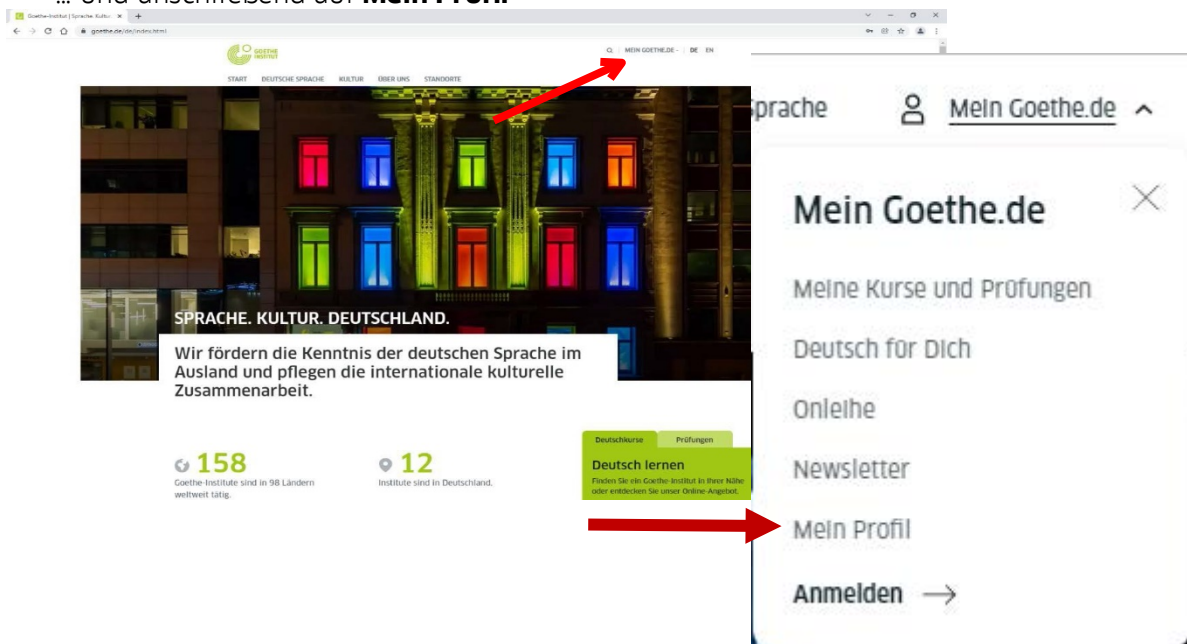 … und anschließend auf Mein Profil
Goethe-Institut | Sprache. Kultur.
goethe.de/de/index.html
GOETHE
INSTITUT
MEIN GOETHE.DE
DE EN
START DEUTSCHE SPRACHE KULTUR ÜBER UNS STANDORTE
SPRACHE. KULTUR. DEUTSCHLAND.
Wir fördern die Kenntnis der deutschen Sprache im
Ausland und pflegen die internationale kulturelle
Zusammenarbeit.
158
Goethe-Institute sind in 98 Ländern
weltweit tätig.
12
Institute sind in Deutschland.
Deutschkurse Prüfungen
Deutsch lernen
Finden Sie ein Goethe-Institut in Ihrer Nähe
oder entdecken Sie unser Online-Angebot.
prache
Mein Goethe.de
Mein Goethe.de
Meine Kurse und Prüfungen
Deutsch für Dich
Onleihe
Newsletter
Mein Profil
Anmelden →